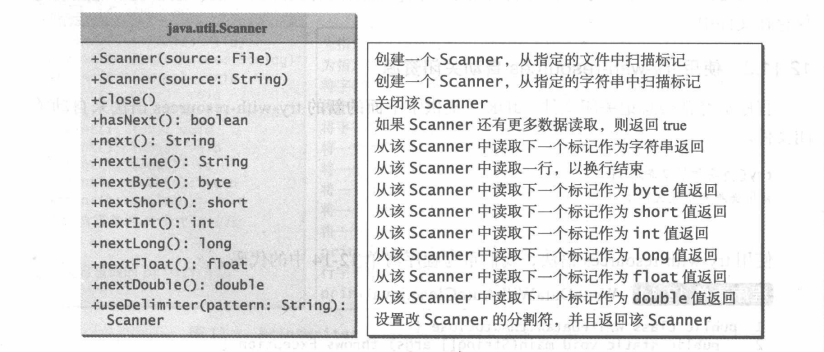 java.util.Scanner
+Scanner(source: File)
+Scanner(source: String)
+close()
+hasNext(): boolean
+next(): String
+nextLine(): String
+nextByte(): byte
+nextShort(): short
+nextInt(): int
+nextLong(): long
+nextFloat(): float
+nextDouble(): double
+useDelimiter(pattern: String):
Scanner
创建一个 Scanner，从指定的文件中扫描标记
创建一个 Scanner，从指定的字符串中扫描标记
关闭该 Scanner
如果 Scanner 还有更多数据读取，则返回 true
从该 Scanner 中读取下一个标记作为字符串返回
从该 Scanner 中读取一行，以换行结束
从该 Scanner 中读取下一个标记作为 byte 值返回
从该 Scanner 中读取下一个标记作为 short 值返回
从该 Scanner 中读取下一个标记作为 int 值返回
从该 Scanner 中读取下一个标记作为 long 值返回
从该 Scanner 中读取下一个标记作为 float 值返回
从该 Scanner 中读取下一个标记作为 double 值返回
设置改 Scanner 的分割符，并且返回该 Scanner